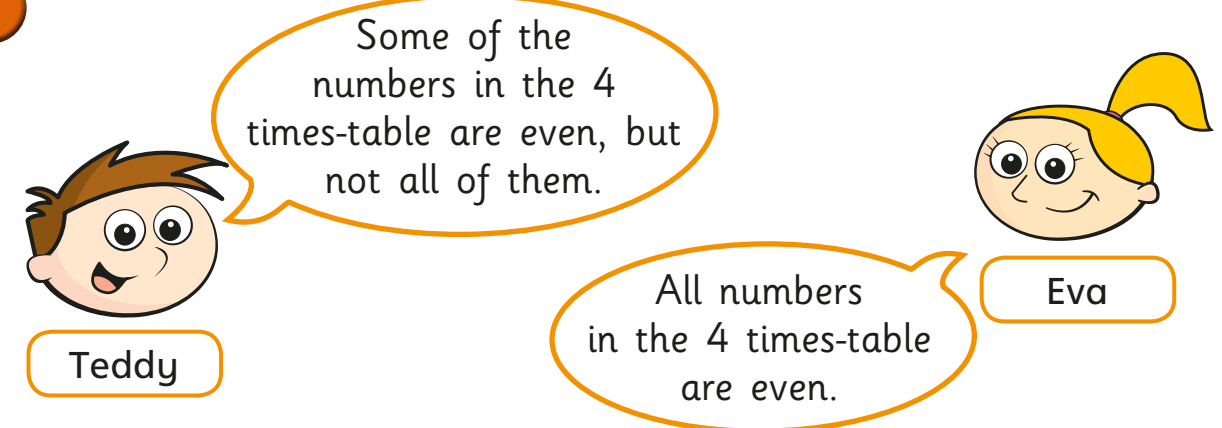 Some of the
numbers in the 4
times-table are even, but
not all of them.
Teddy
All numbers
in the 4 times-table
are even.
Eva